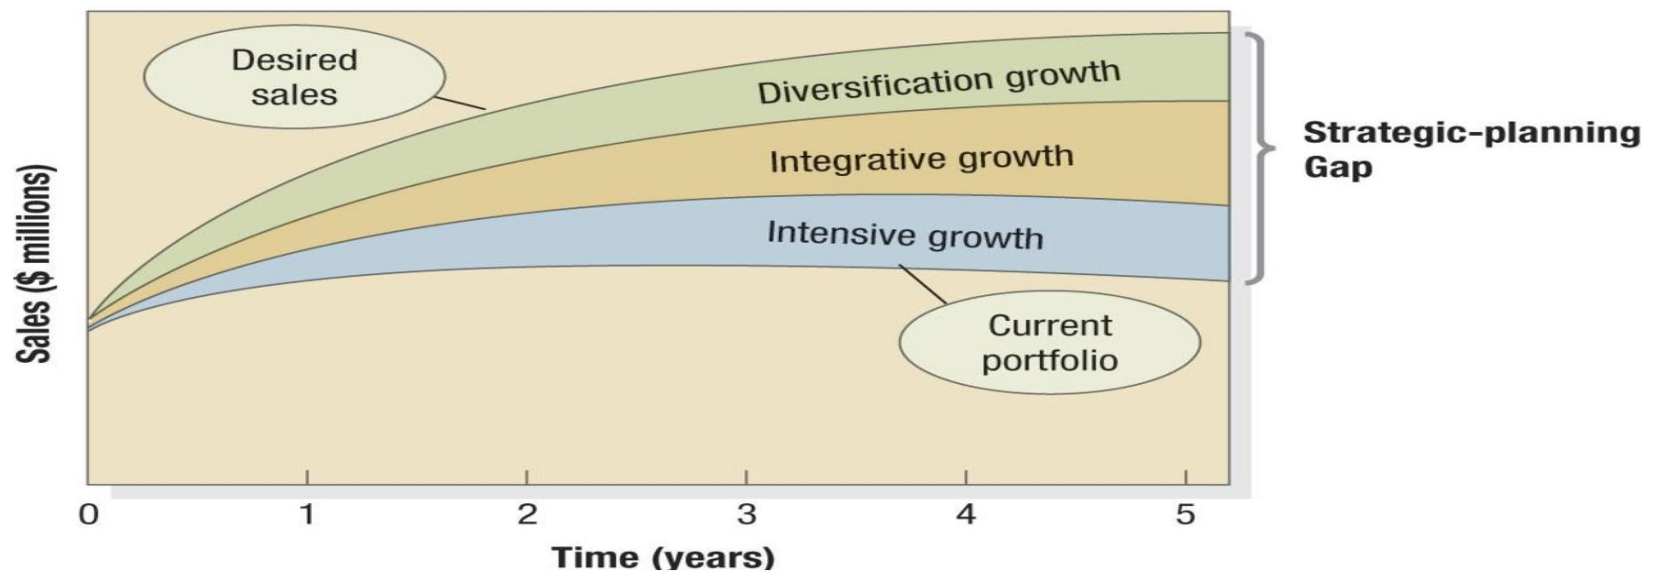 Desired
sales
Diversification growth
Integrative growth
Intensive growth
Current
portfolio
Strategic-planning
Gap
Sales ($ millions)
0 1 2 3 4 5
Time (years)